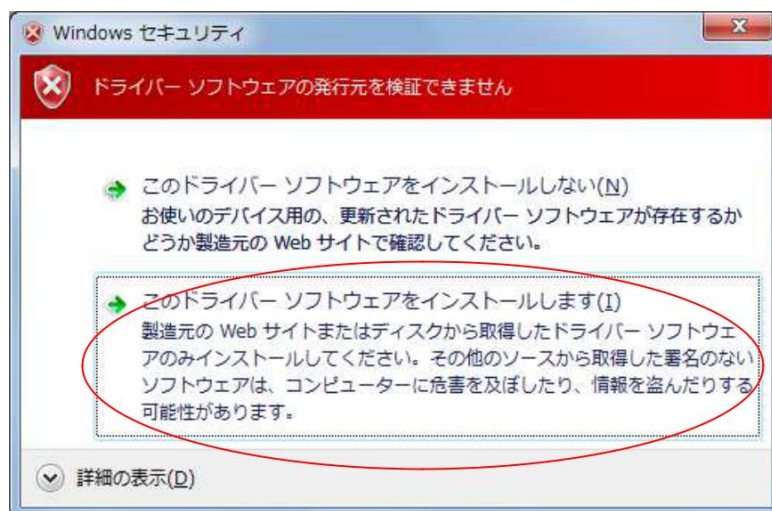 Windows セキュリティ
ドライバー ソフトウェアの発行元を検証できません
このドライバー ソフトウェアをインストールしない(N)
お使いのデバイス用の、更新されたドライバー ソフトウェアが存在するか
どうか製造元の Web サイトで確認してください。
このドライバー ソフトウェアをインストールします(I)
製造元の Web サイトまたはディスクから取得したドライバー ソフトウェ
アのみインストールしてください。その他のソースから取得した署名のない
ソフトウェアは、コンピューターに危害を及ぼしたり、情報を盗んだりする
可能性があります。
詳細の表示(D)